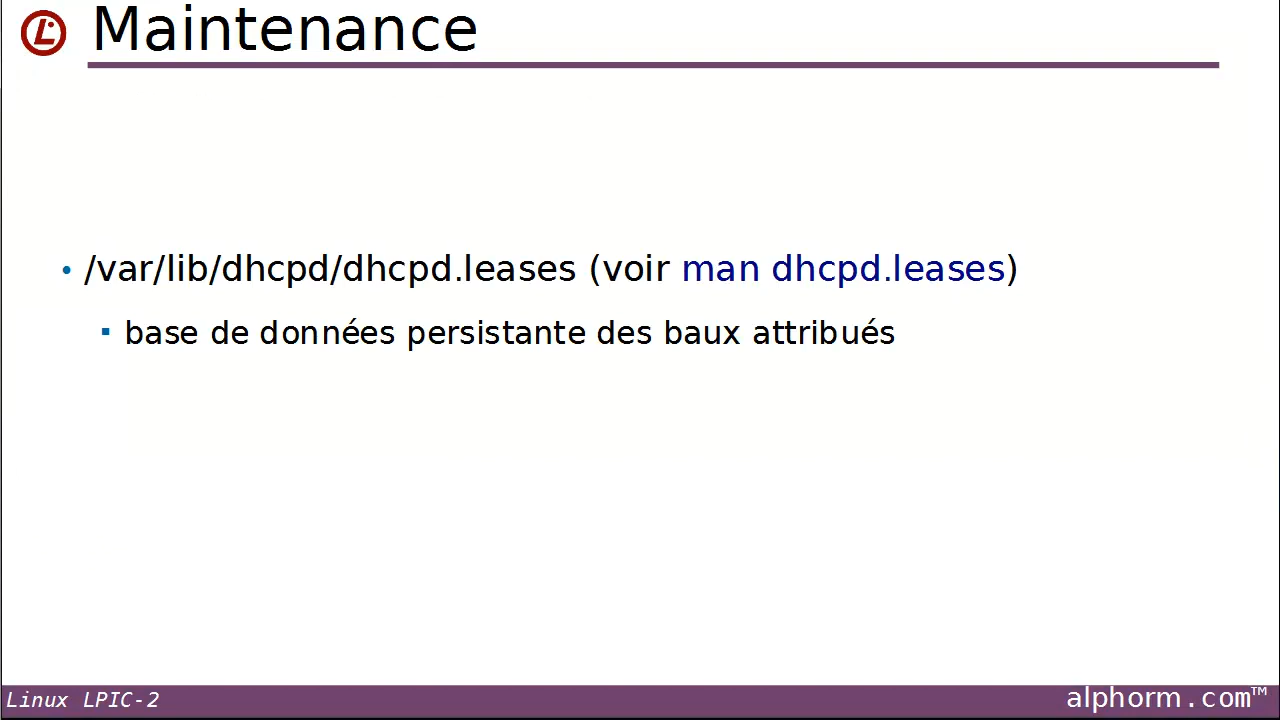 Maintenance
• /var/lib/dhcpd/dhcpd.leases (voir man dhcpd.leases)
▪ base de données persistante des baux attribués
Linux LPIC-2
alphorm.com™